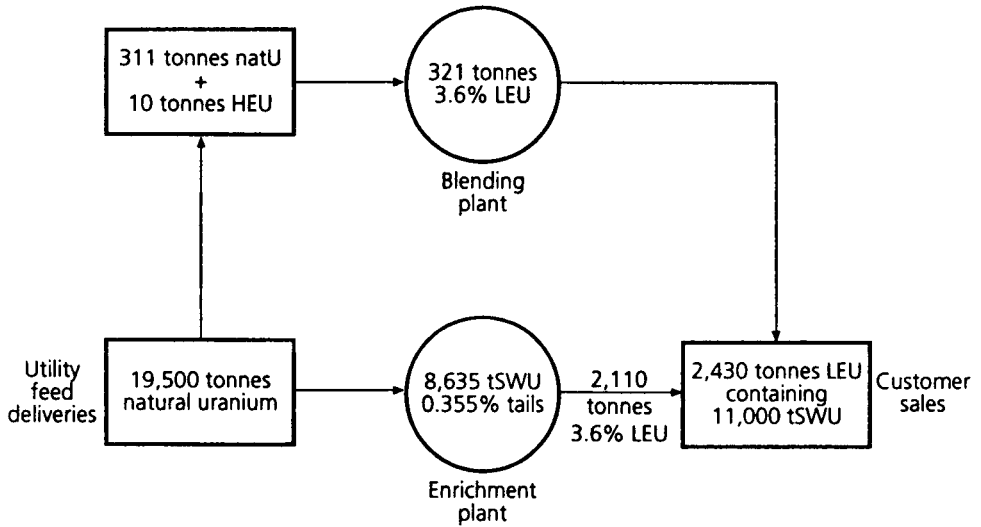 311 tonnes natU
+
10 tonnes HEU
321 tonnes
3.6% LEU
Blending
plant
Utility
feed
deliveries
19,500 tonnes
natural uranium
8,635 tSWU
0.355% tails
Enrichment
plant
2,110
tonnes
3.6% LEU
2,430 tonnes LEU
containing
11,000 tSWU
Customer
sales